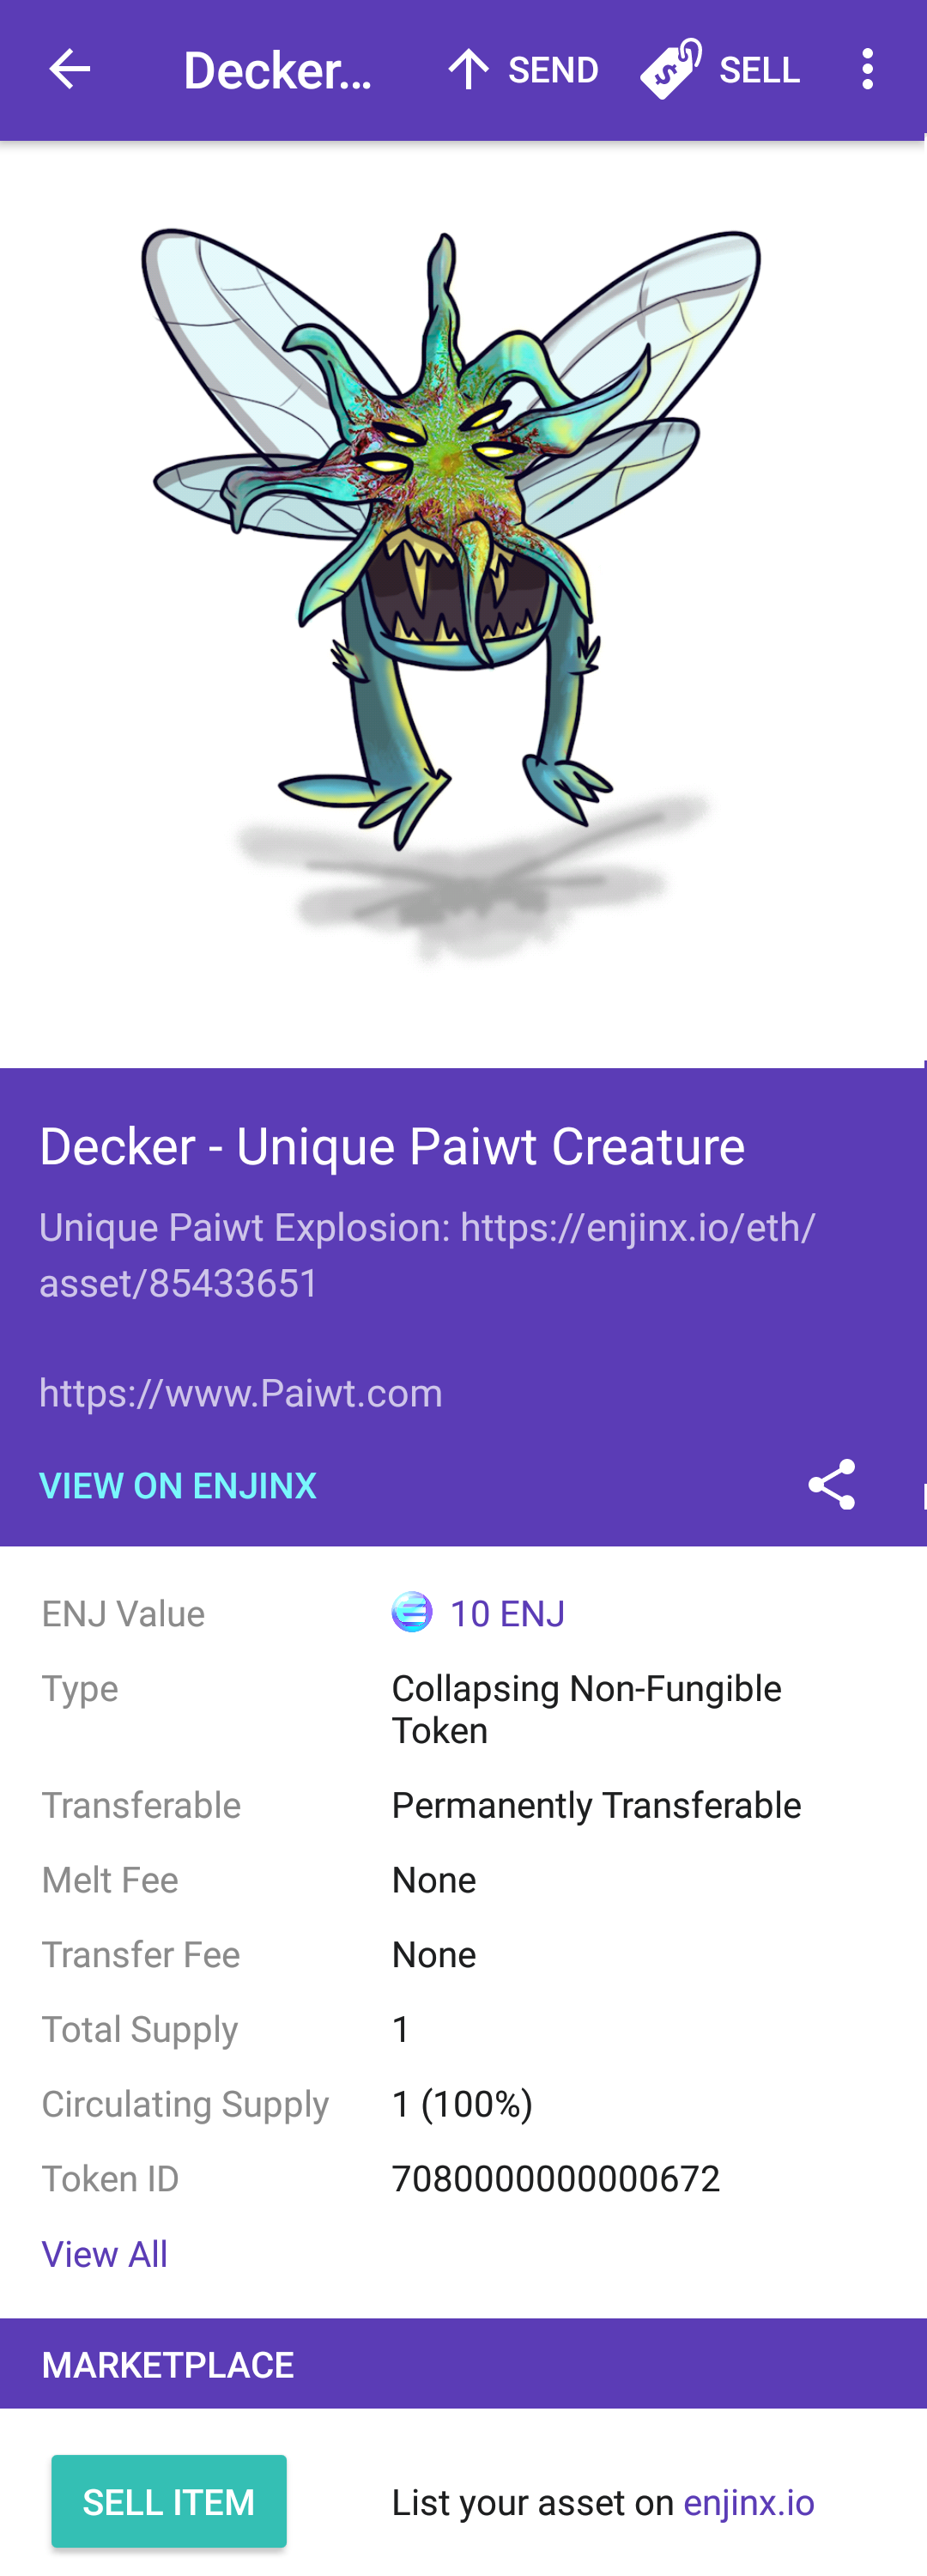 Decker... SEND SELL
Decker - Unique Paiwt Creature
Unique Paiwt Explosion: https://enjinx.io/eth/
asset/85433651
https://www.Paiwt.com
VIEW ON ENJINX
ENJ Value 10 ENJ
Type Collapsing Non-Fungible
Token
Transferable Permanently Transferable
Melt Fee None
Transfer Fee None
Total Supply 1
Circulating Supply 1 (100%)
Token ID 7080000000000672
View All
MARKETPLACE
SELL ITEM List your asset on enjinx.io